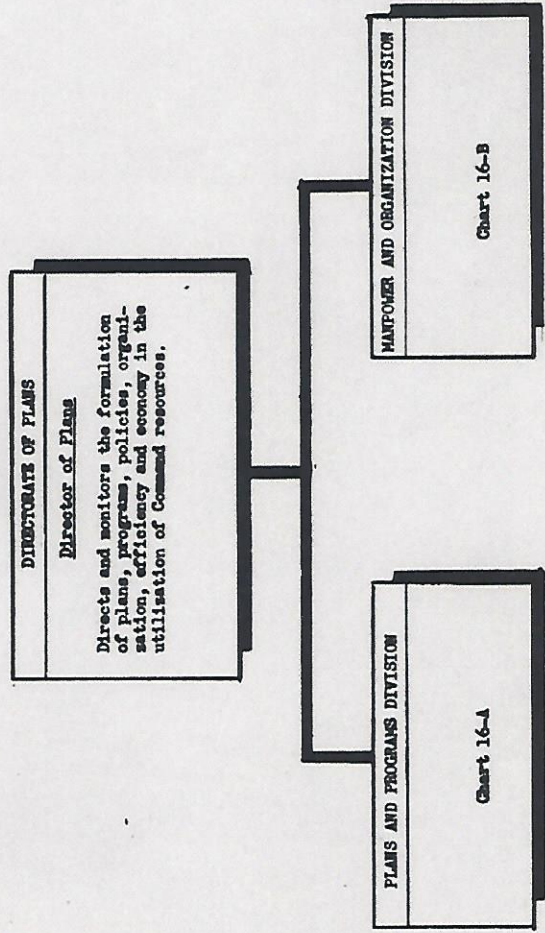 DIRECTORATE OF PLANS
Director of Plans
Directs and monitors the formulation
of plans, programs, policies, organi-
zation, efficiency and economy in the
utilization of Command resources.
PLANS AND PROGRAMS DIVISION
Chart 16-A
MANPOWER AND ORGANIZATION DIVISION
Chart 16-B